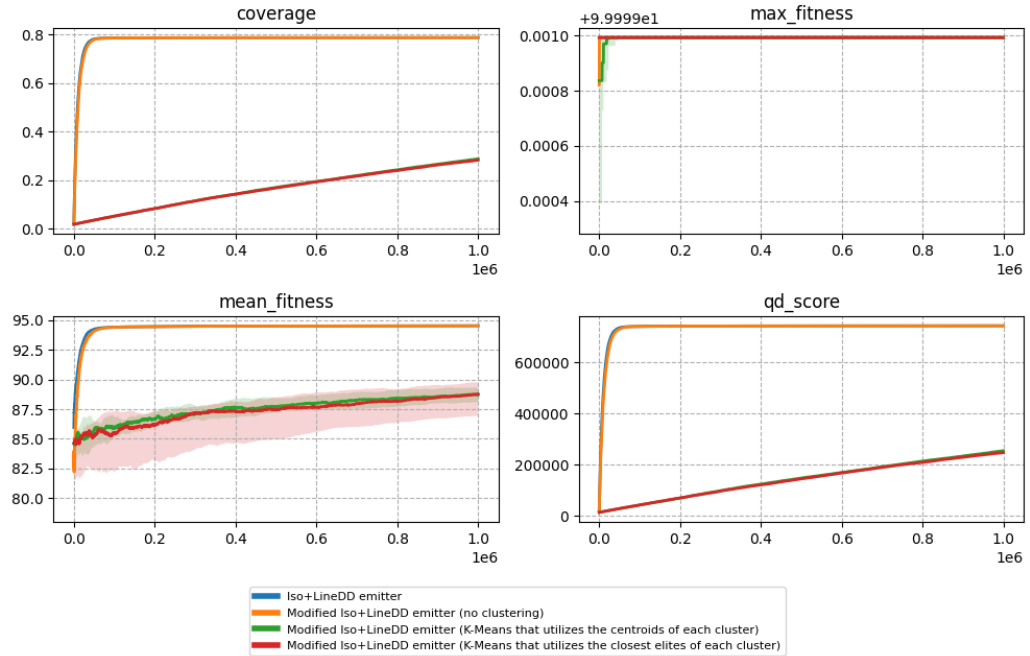 coverage
0.8
0.6
0.4
0.2
0.0
0.0 0.2 0.4 0.6 0.8 1.0
1e6
max_fitness
+9.9999e1
0.0010
0.0008
0.0006
0.0004
0.0 0.2 0.4 0.6 0.8 1.0
1e6
mean_fitness
95.0
92.5
90.0
87.5
85.0
82.5
80.0
0.0 0.2 0.4 0.6 0.8 1.0
1e6
qd_score
600000
400000
200000
0
0.0 0.2 0.4 0.6 0.8 1.0
1e6
Iso+LineDD emitter
Modified Iso+LineDD emitter (no clustering)
Modified Iso+LineDD emitter (K-Means that utilizes the centroids of each cluster)
Modified Iso+LineDD emitter (K-Means that utilizes the closest elites of each cluster)